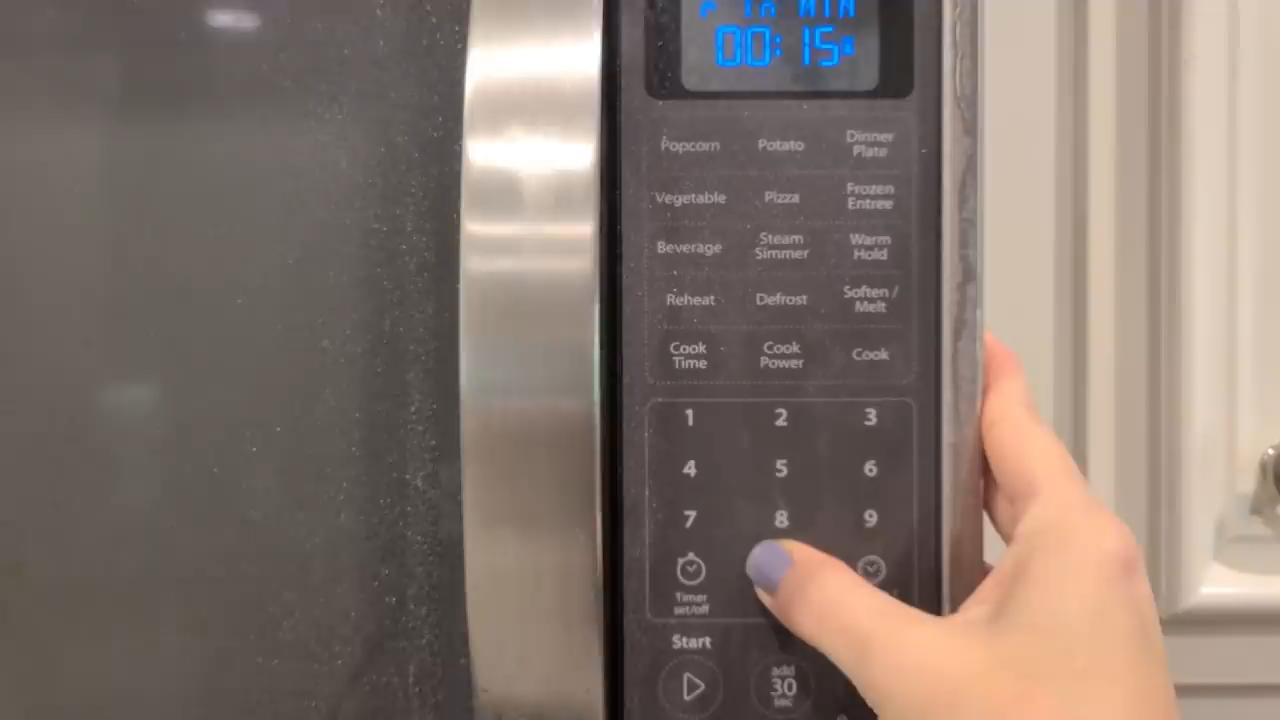 IN MIN
00:15
Popcorn Potato Dinner Plate
Vegetable Pizza Frozen Entree
Beverage Steam Simmer Warm Hold
Reheat Defrost Soften / Melt
Cook Time Cook Power Cook
1 2 3
4 5 6
7 8 9
Timer set/off
Start
add 30 sec